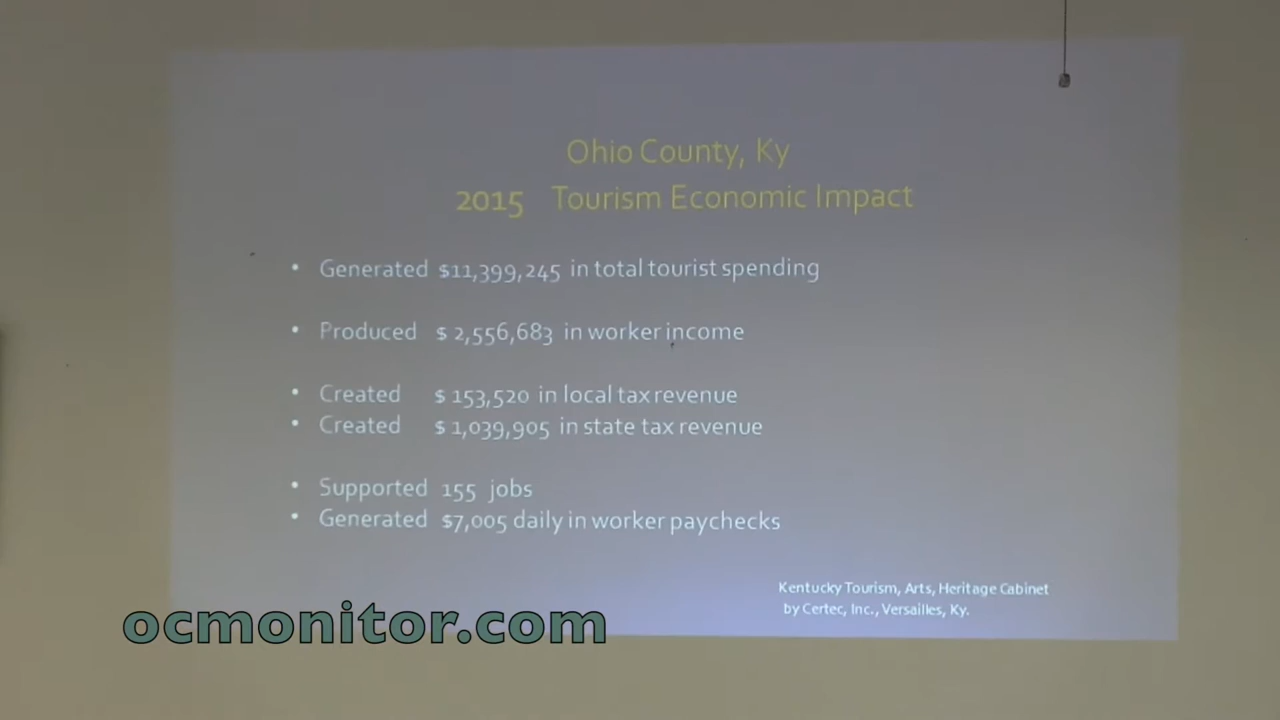 Ohio County, Ky
2015 Tourism Economic Impact
• Generated $11,399,245 in total tourist spending
• Produced $ 2,556,683 in worker income
• Created $ 153,520 in local tax revenue
• Created $ 1,039,905 in state tax revenue
• Supported 155 jobs
• Generated $7,005 daily in worker paychecks
Kentucky Tourism, Arts, Heritage Cabinet
by Certec, Inc., Versailles, Ky.
ocmonitor.com